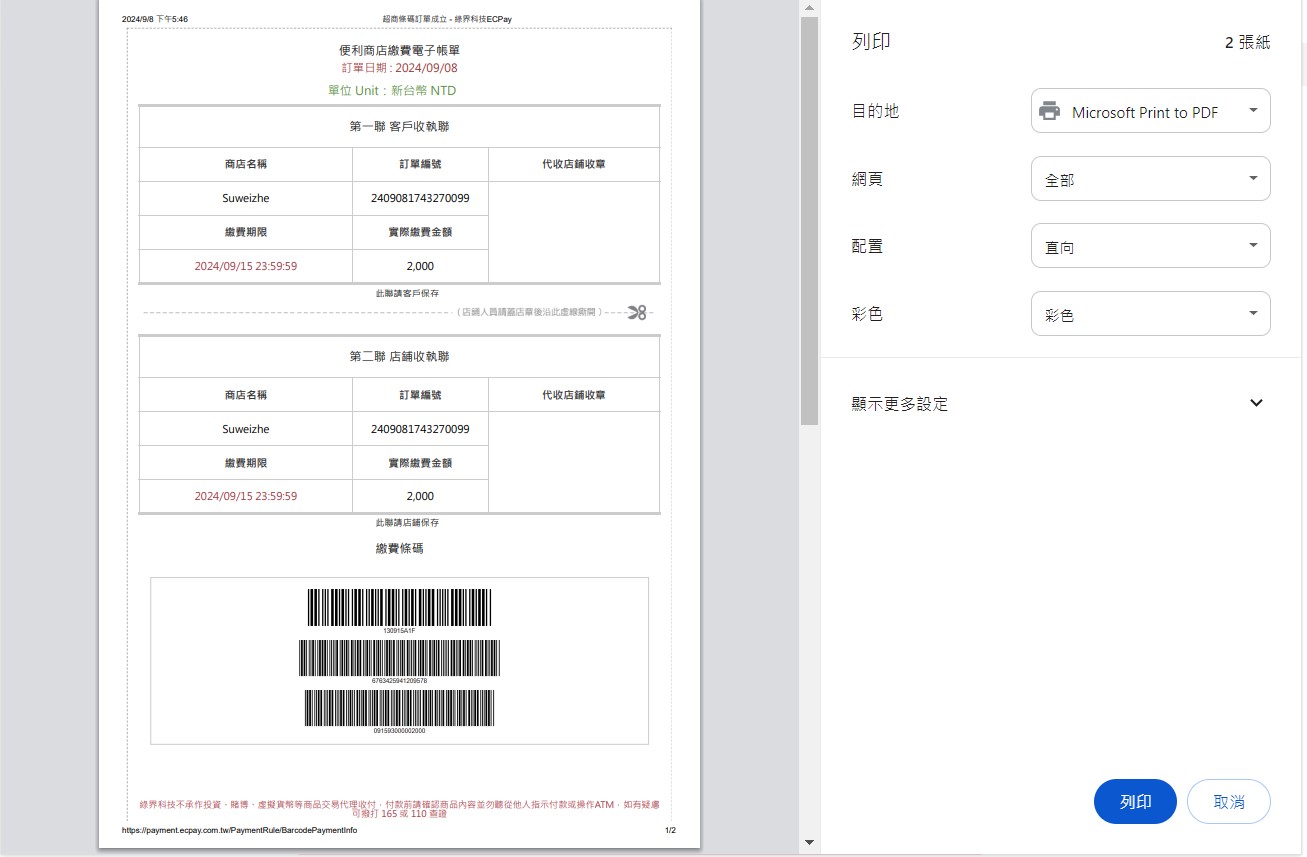 2024/9/8 下午5:46
超商條碼訂單成立 - 綠界科技ECPay
便利商店繳費電子帳單
訂單日期 : 2024/09/08
單位 Unit : 新台幣 NTD
第一聯 客戶收執聯
商店名稱 訂單編號 代收店鋪收章
Suweizhe 2409081743270099
繳費期限 實際繳費金額
2024/09/15 23:59:59 2,000
此聯請客戶保存
( 店鋪人員請蓋店章後沿此虛線撕開 )
第二聯 店鋪收執聯
商店名稱 訂單編號 代收店鋪收章
Suweizhe 2409081743270099
繳費期限 實際繳費金額
2024/09/15 23:59:59 2,000
此聯請店鋪保存
繳費條碼
130915A1F
6763425941209578
091593000002000
綠界科技不承作投資、賭博、虛擬貨幣等商品交易代理收付，付款前請確認商品內容並勿聽從他人指示付款或操作ATM，如有疑慮
可撥打 165 或 110 查證
https://payment.ecpay.com.tw/PaymentRule/BarcodePaymentInfo
1/2
列印 2 張紙
目的地 Microsoft Print to PDF
網頁 全部
配置 直向
彩色 彩色
顯示更多設定
列印 取消